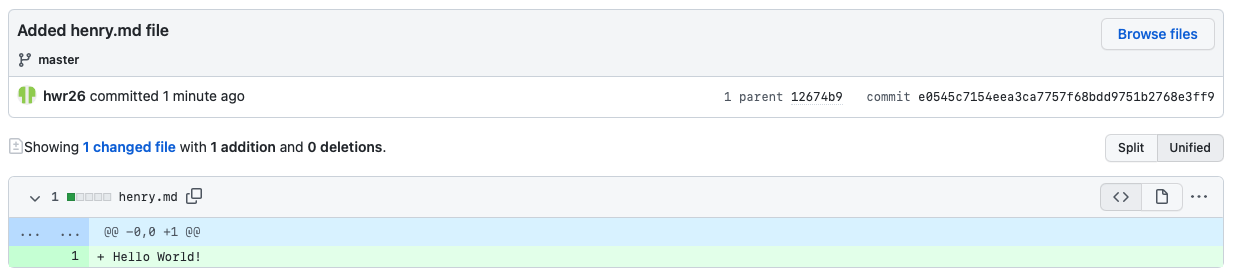 Added henry.md file
Browse files
master
hwr26 committed 1 minute ago
1 parent 12674b9 commit e0545c7154eea3ca7757f68bdd9751b2768e3ff9
Showing 1 changed file with 1 addition and 0 deletions.
Split Unified
1 henry.md
... ... @@ -0,0 +1 @@
1 + Hello World!